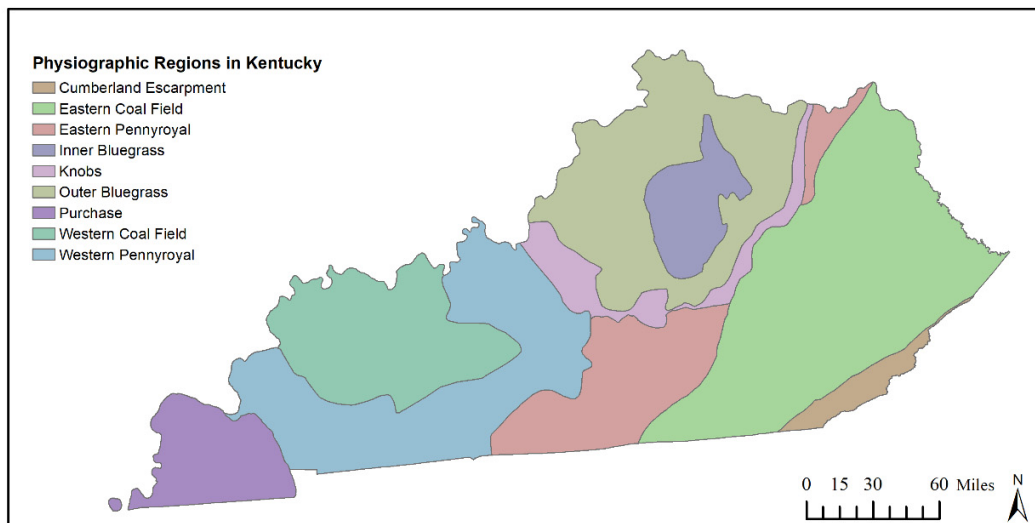 Physiographic Regions in Kentucky
Cumberland Escarpment
Eastern Coal Field
Eastern Pennyroyal
Inner Bluegrass
Knobs
Outer Bluegrass
Purchase
Western Coal Field
Western Pennyroyal
0 15 30 60 Miles
N